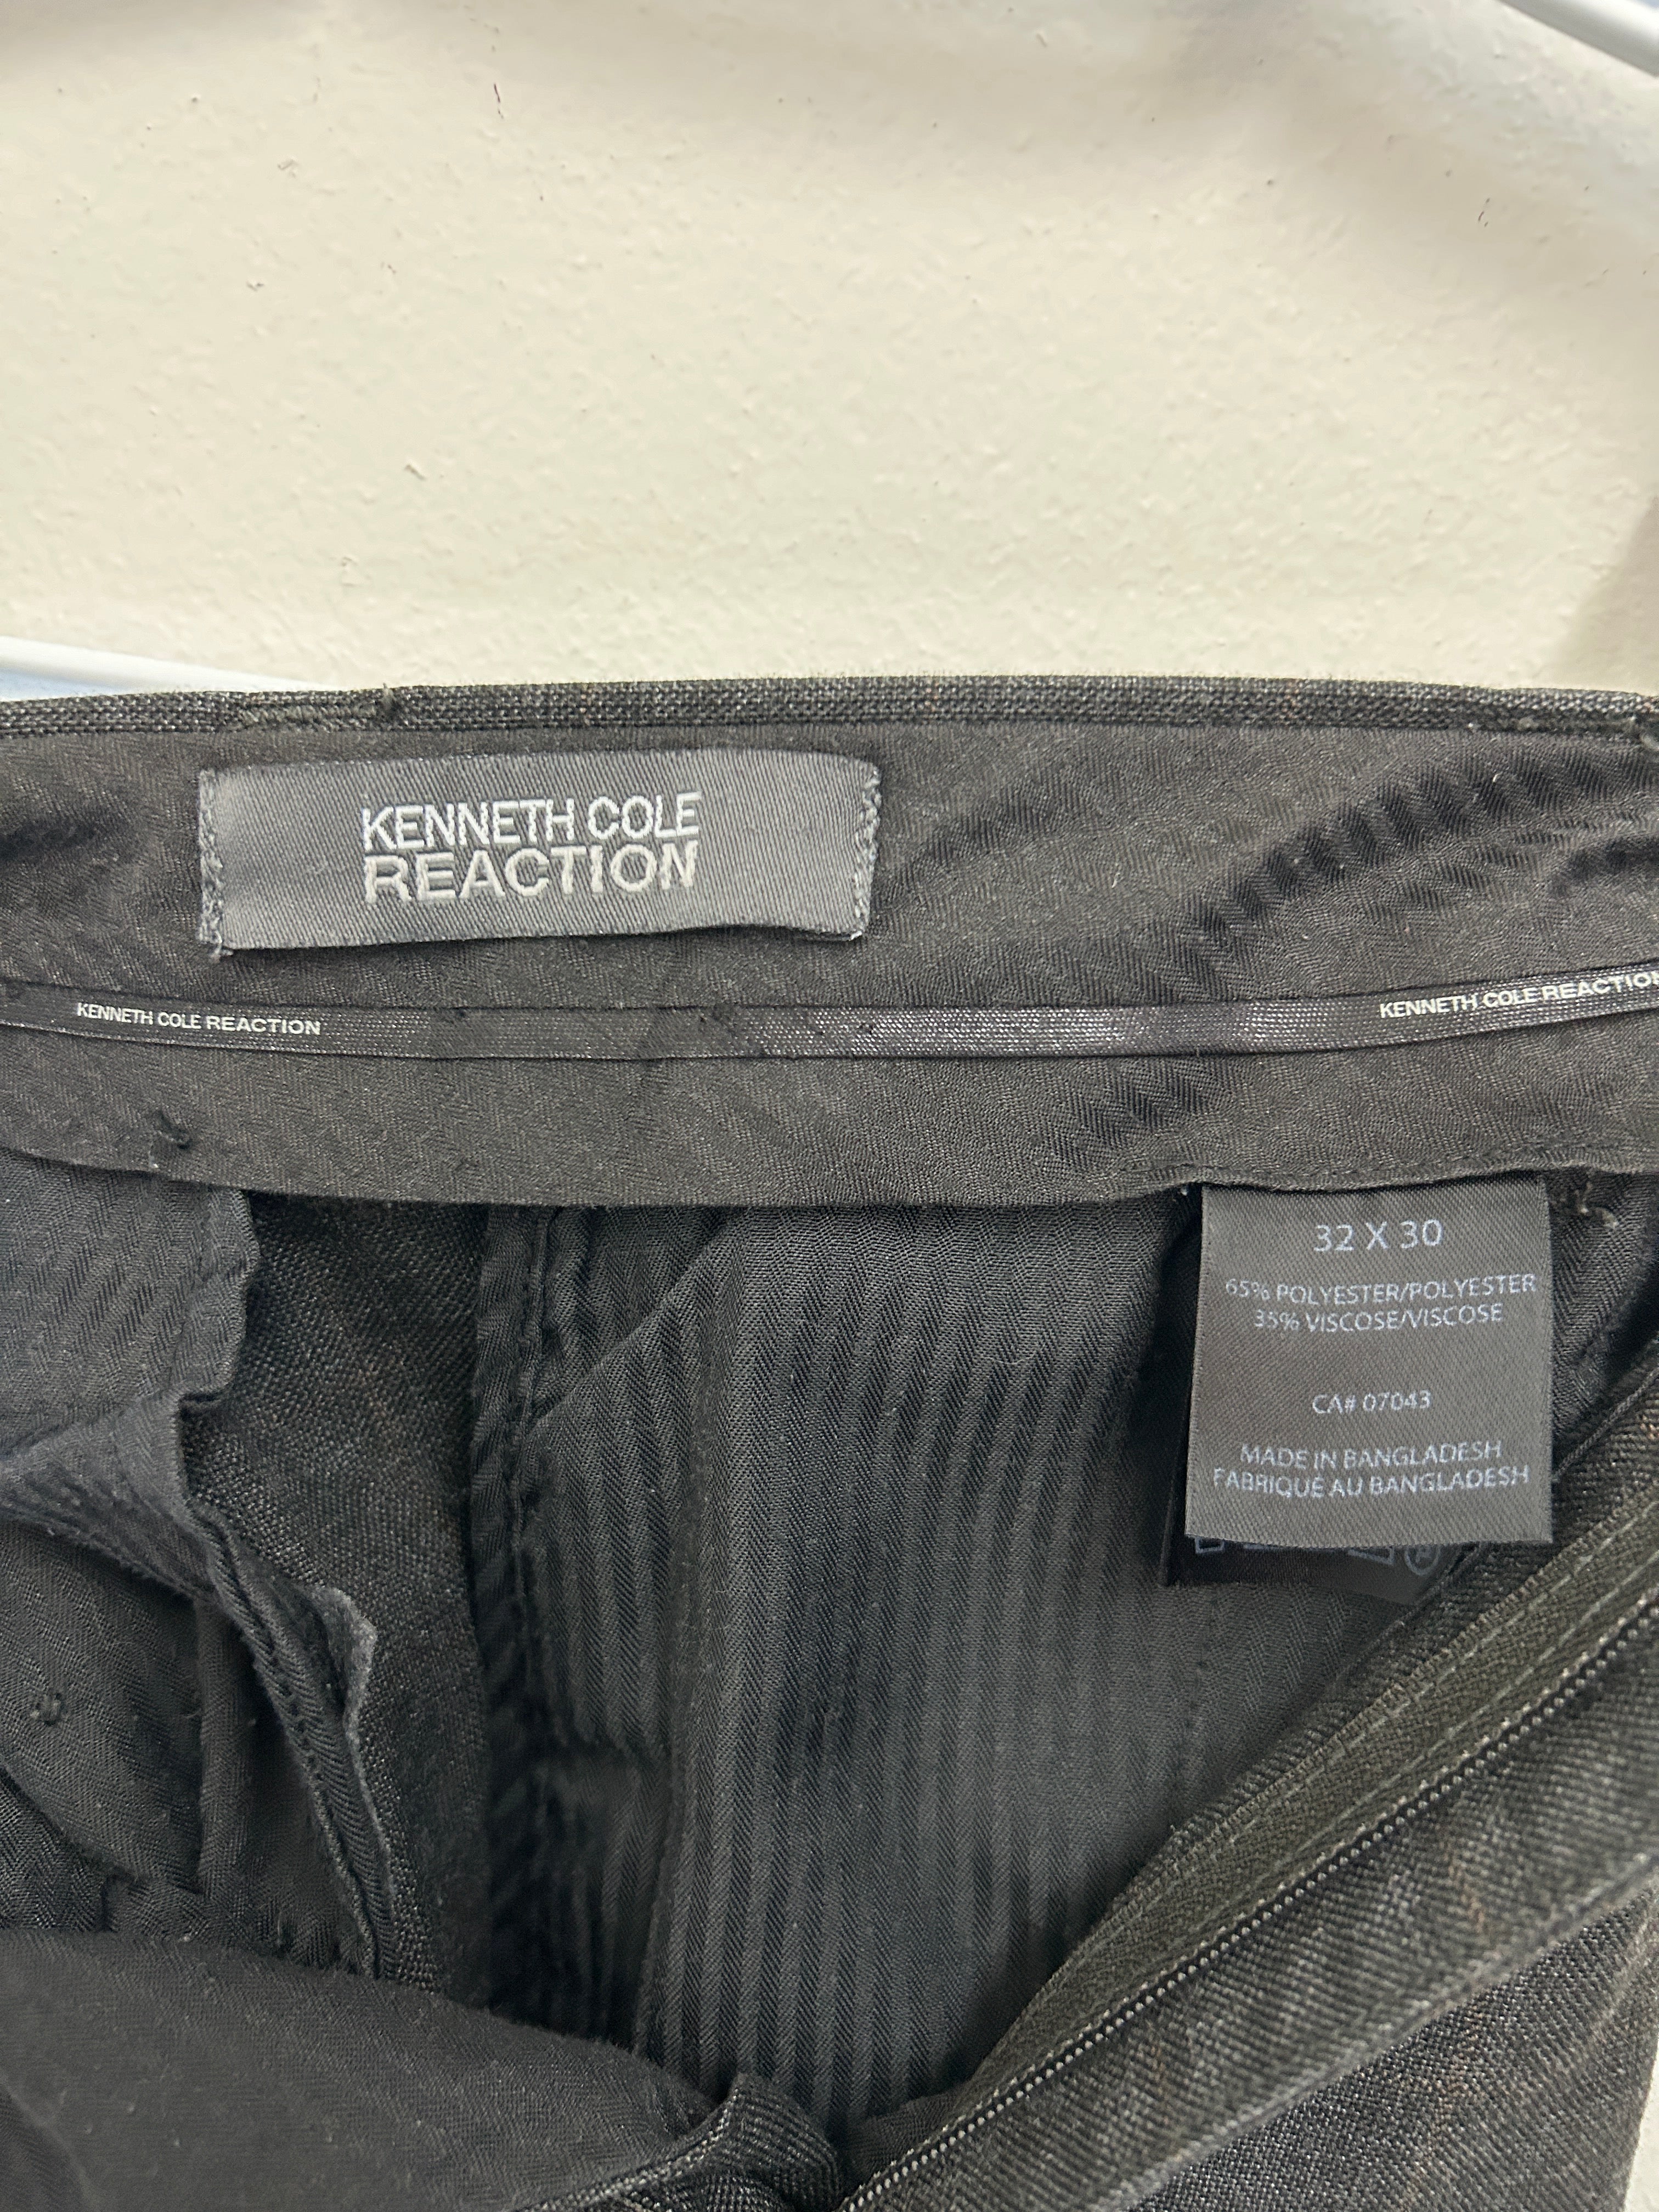 KENNETH COLE
REACTION
KENNETH COLE REACTION
KENNETH COLE REACTION
32 X 30
65% POLYESTER/POLYESTER
35% VISCOSE/VISCOSE
CA# 07043
MADE IN BANGLADESH
FABRIQUÉ AU BANGLADESH